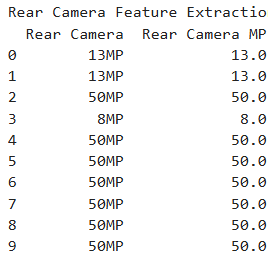 Rear Camera Feature Extractio
Rear Camera Rear Camera MP
0 13MP 13.0
1 13MP 13.0
2 50MP 50.0
3 8MP 8.0
4 50MP 50.0
5 50MP 50.0
6 50MP 50.0
7 50MP 50.0
8 50MP 50.0
9 50MP 50.0